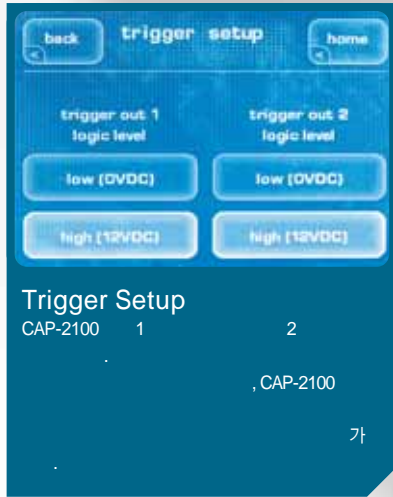 back trigger setup home
< <
trigger out 1 trigger out 2
logic level logic level
low (0VDC) low (0VDC)
high (12VDC) high (12VDC)
Trigger Setup
CAP-2100 1 2
.
, CAP-2100
가
.